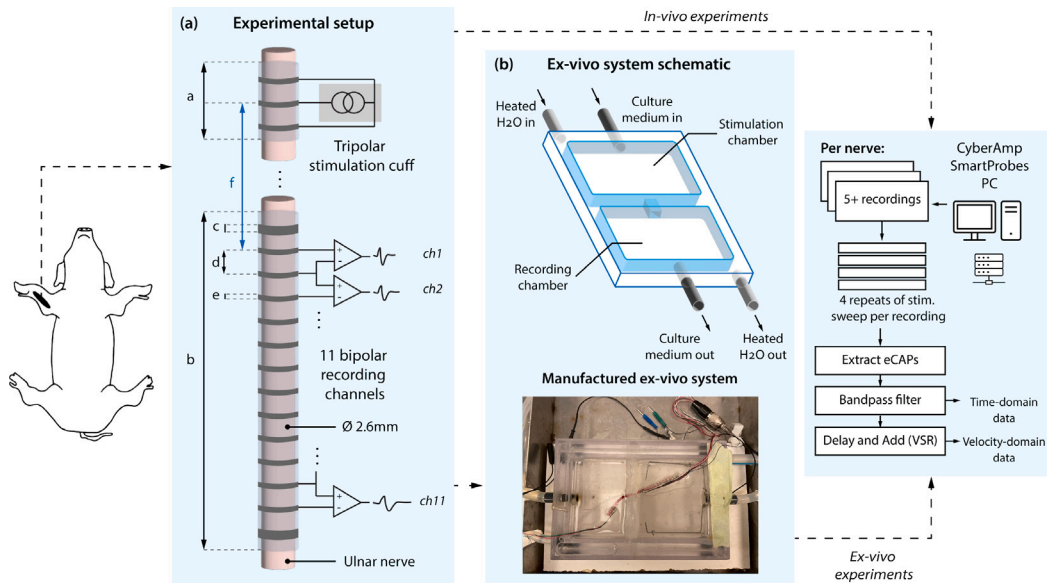 In-vivo experiments
(a) Experimental setup
a
Tripolar
stimulation cuff
f
c
d
e
b
+
-
ch1
+
-
ch2
11 bipolar
recording
channels
Ø 2.6mm
+
-
ch11
Ulnar nerve
(b) Ex-vivo system schematic
Heated
H2O in
Culture
medium in
Stimulation
chamber
Recording
chamber
Culture
medium out
Heated
H2O out
Manufactured ex-vivo system
Per nerve:
5+ recordings
CyberAmp
SmartProbes
PC
4 repeats of stim.
sweep per recording
Extract eCAPs
Bandpass filter
Time-domain
data
Delay and Add (VSR)
Velocity-domain
data
Ex-vivo
experiments